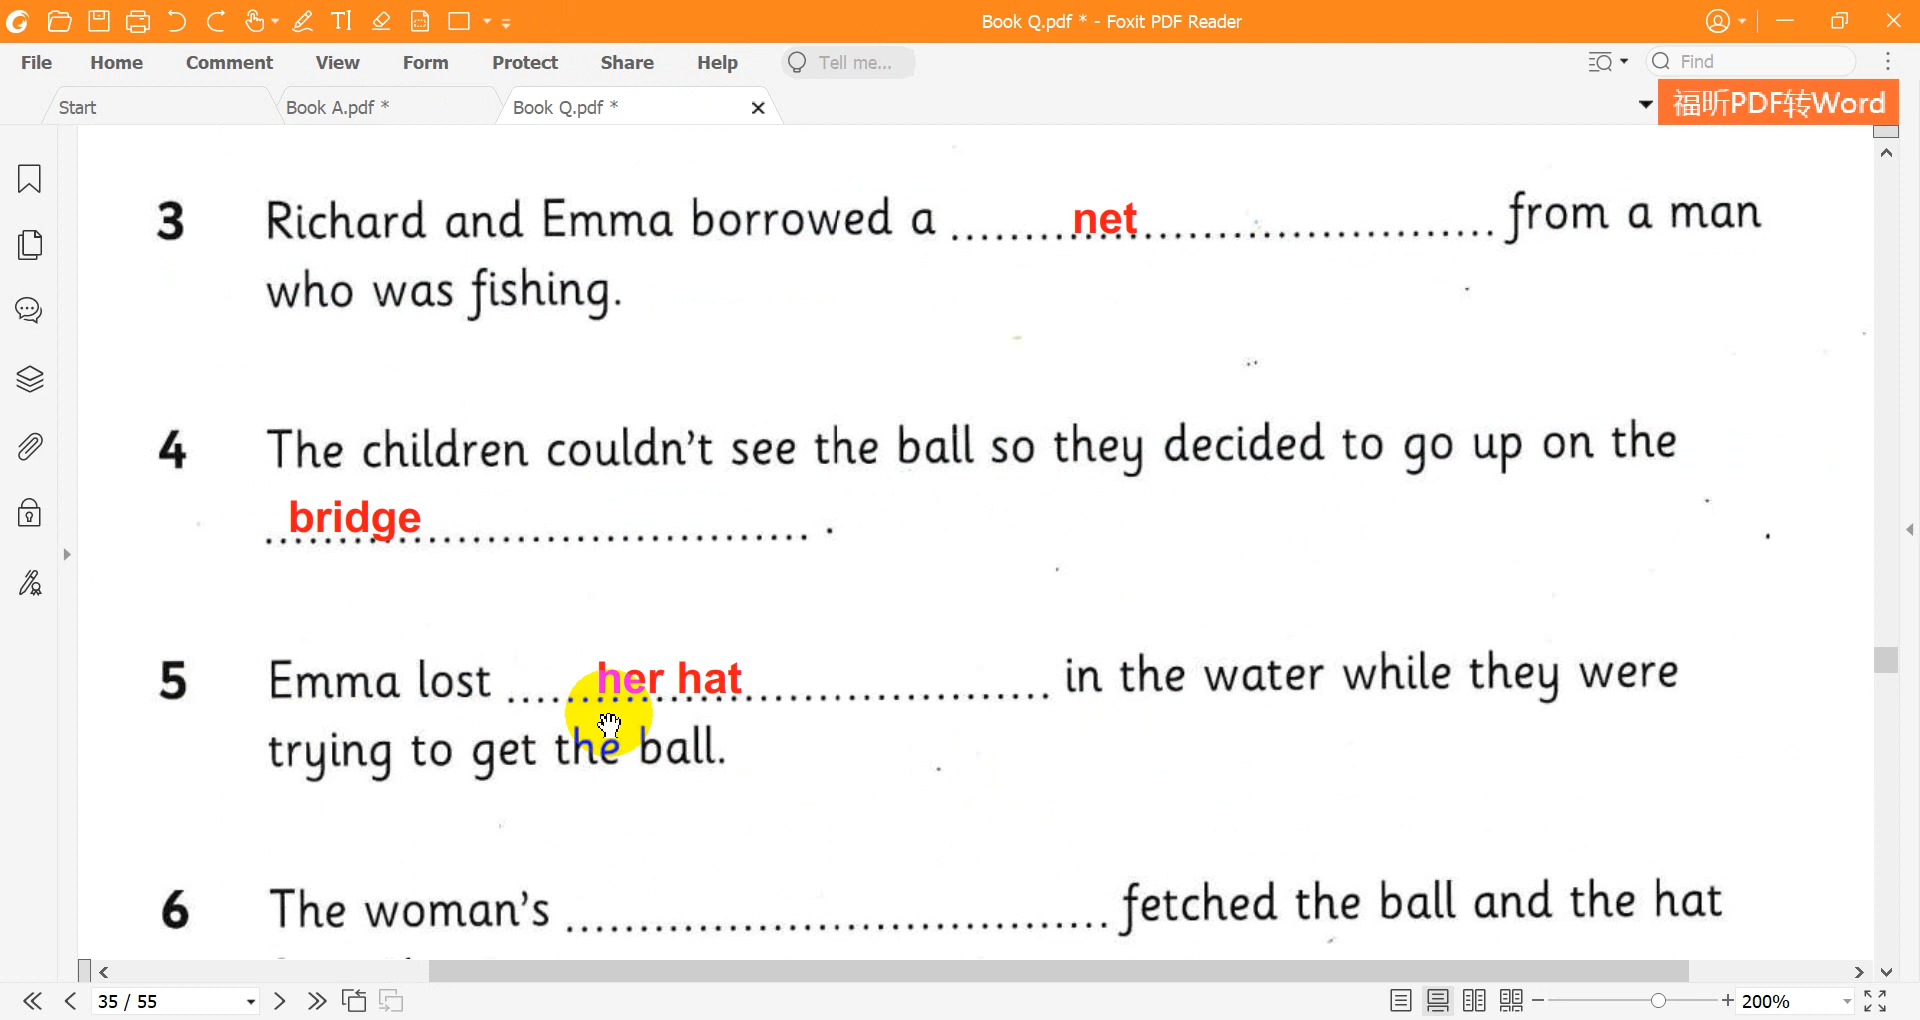 Book Q.pdf * - Foxit PDF Reader
File Home Comment View Form Protect Share Help Tell me... Find
Start Book A.pdf * Book Q.pdf * 福昕PDF转Word
3 Richard and Emma borrowed a ........net........................ from a man
who was fishing.
4 The children couldn't see the ball so they decided to go up on the
bridge .................................... .
5 Emma lost ......her hat..................... in the water while they were
trying to get the ball.
6 The woman's ..................................... fetched the ball and the hat
35 / 55 200%